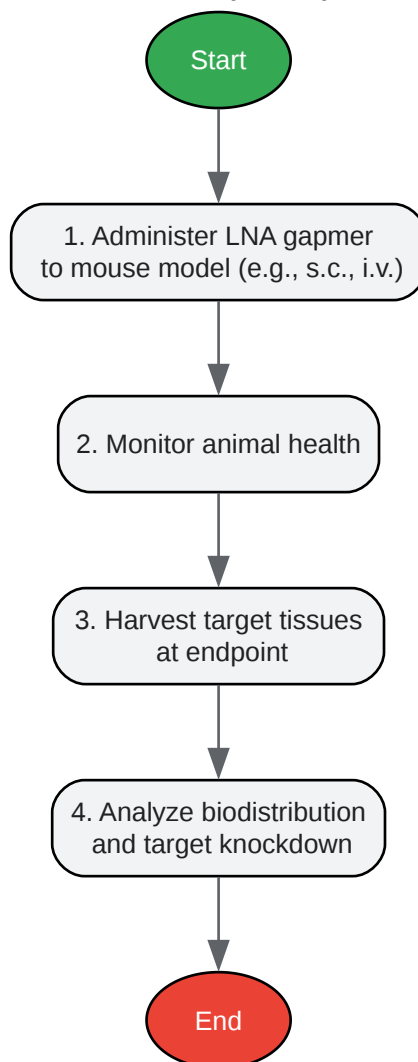 Start
1. Administer LNA gapmer
to mouse model (e.g., s.c., i.v.)
2. Monitor animal health
3. Harvest target tissues
at endpoint
4. Analyze biodistribution
and target knockdown
End